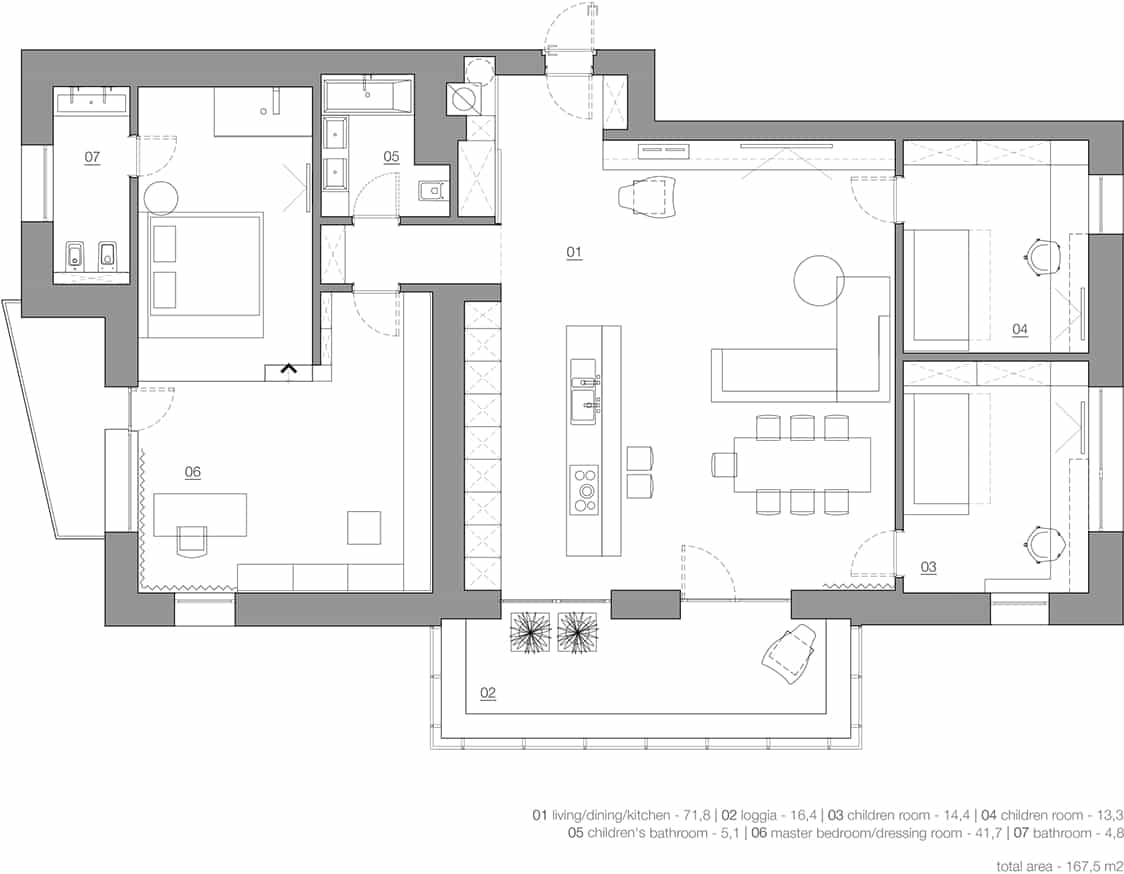 07
05
01
04
06
03
02
01 living/dining/kitchen - 71,8 | 02 loggia - 16,4 | 03 children room - 14,4 | 04 children room - 13,3
05 children's bathroom - 5,1 | 06 master bedroom/dressing room - 41,7 | 07 bathroom - 4,8
total area - 167,5 m2